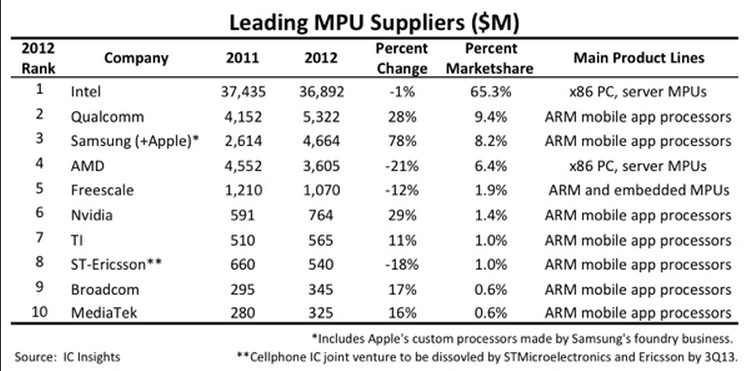 Leading MPU Suppliers ($M)
2012 Rank Company 2011 2012 Percent Change Percent Marketshare Main Product Lines
1 Intel 37,435 36,892 -1% 65.3% x86 PC, server MPUs
2 Qualcomm 4,152 5,322 28% 9.4% ARM mobile app processors
3 Samsung (+Apple)* 2,614 4,664 78% 8.2% ARM mobile app processors
4 AMD 4,552 3,605 -21% 6.4% x86 PC, server MPUs
5 Freescale 1,210 1,070 -12% 1.9% ARM and embedded MPUs
6 Nvidia 591 764 29% 1.4% ARM mobile app processors
7 TI 510 565 11% 1.0% ARM mobile app processors
8 ST-Ericsson** 660 540 -18% 1.0% ARM mobile app processors
9 Broadcom 295 345 17% 0.6% ARM mobile app processors
10 MediaTek 280 325 16% 0.6% ARM mobile app processors
*Includes Apple's custom processors made by Samsung's foundry business.
Source: IC Insights **Cellphone IC joint venture to be dissovled by STMicroelectronics and Ericsson by 3Q13.